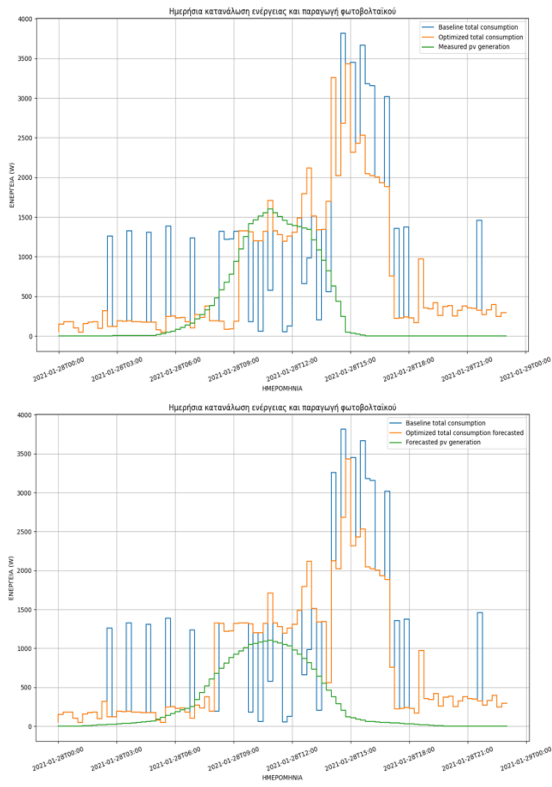 Ημερήσια κατανάλωση ενέργειας και παραγωγή φωτοβολταϊκού
Baseline total consumption
Optimized total consumption
Measured pv generation
4000
3500
3000
2500
2000
1500
1000
500
0
ΕΝΕΡΓΕΙΑ (W)
2021-01-28T00:00
2021-01-28T03:00
2021-01-28T06:00
2021-01-28T09:00
2021-01-28T12:00
2021-01-28T15:00
2021-01-28T18:00
2021-01-28T21:00
2021-01-29T00:00
ΗΜΕΡΟΜΗΝΙΑ
Ημερήσια κατανάλωση ενέργειας και παραγωγή φωτοβολταϊκού
Baseline total consumption
Optimized total consumption forecasted
Forecasted pv generation
4000
3500
3000
2500
2000
1500
1000
500
0
ΕΝΕΡΓΕΙΑ (W)
2021-01-28T00:00
2021-01-28T03:00
2021-01-28T06:00
2021-01-28T09:00
2021-01-28T12:00
2021-01-28T15:00
2021-01-28T18:00
2021-01-28T21:00
2021-01-29T00:00
ΗΜΕΡΟΜΗΝΙΑ